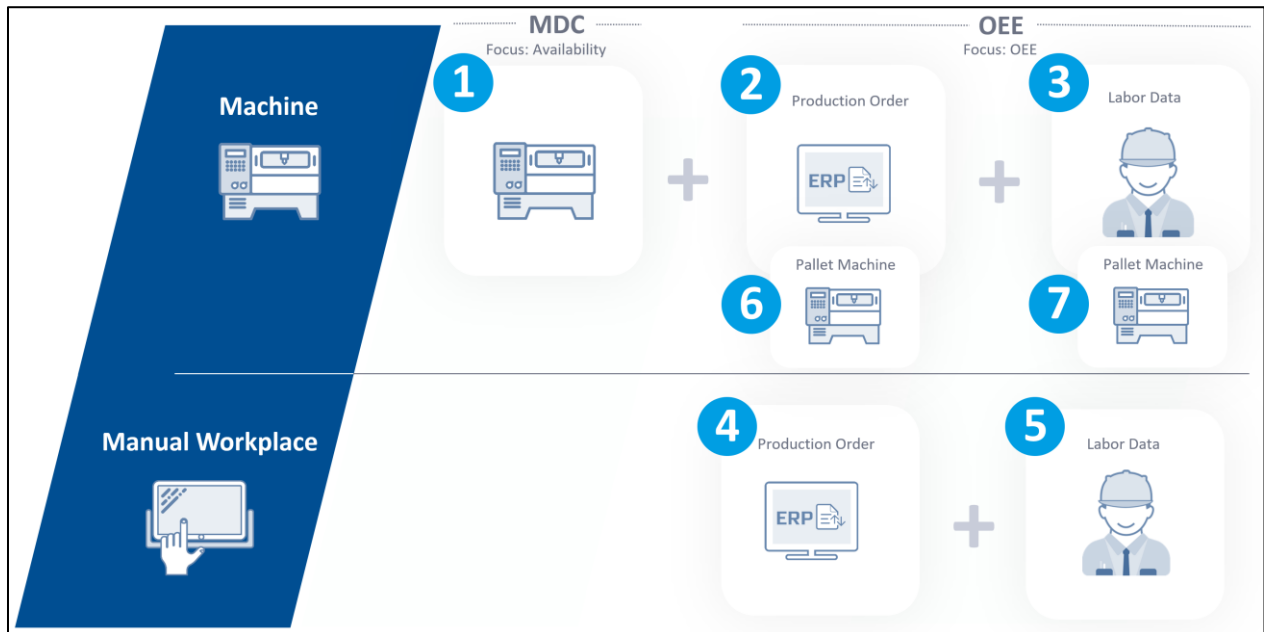 MDC
Focus: Availability
OEE
Focus: OEE
Machine
1
2
Production Order
ERP
3
Labor Data
6
Pallet Machine
7
Pallet Machine
Manual Workplace
4
Production Order
ERP
5
Labor Data